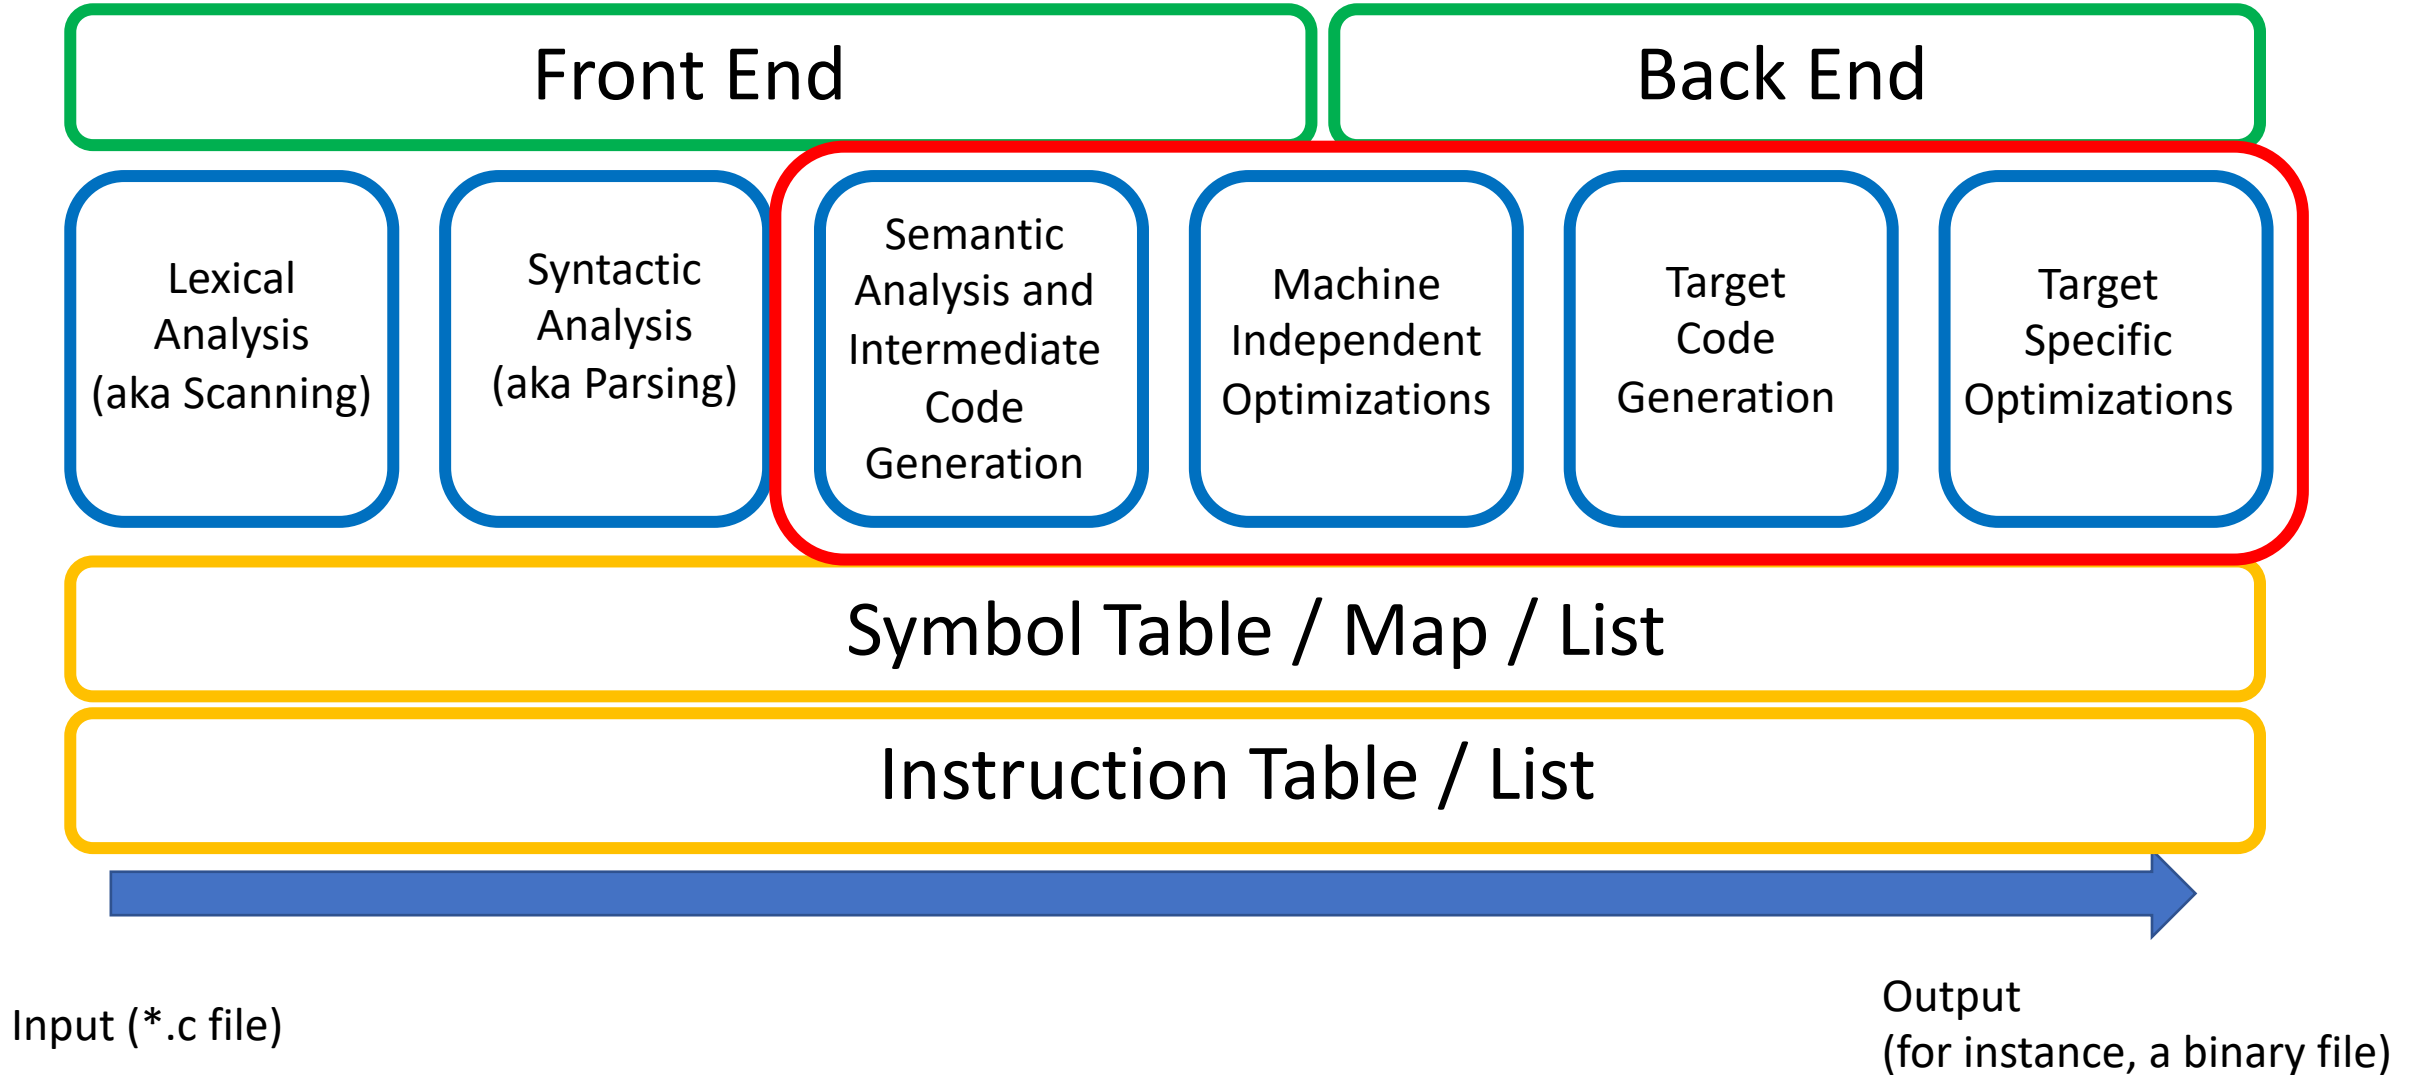 Front End
Back End
Lexical
Analysis
(aka Scanning)
Syntactic
Analysis
(aka Parsing)
Semantic
Analysis and
Intermediate
Code
Generation
Machine
Independent
Optimizations
Target
Code
Generation
Target
Specific
Optimizations
Symbol Table / Map / List
Instruction Table / List
Input (*.c file)
Output
(for instance, a binary file)